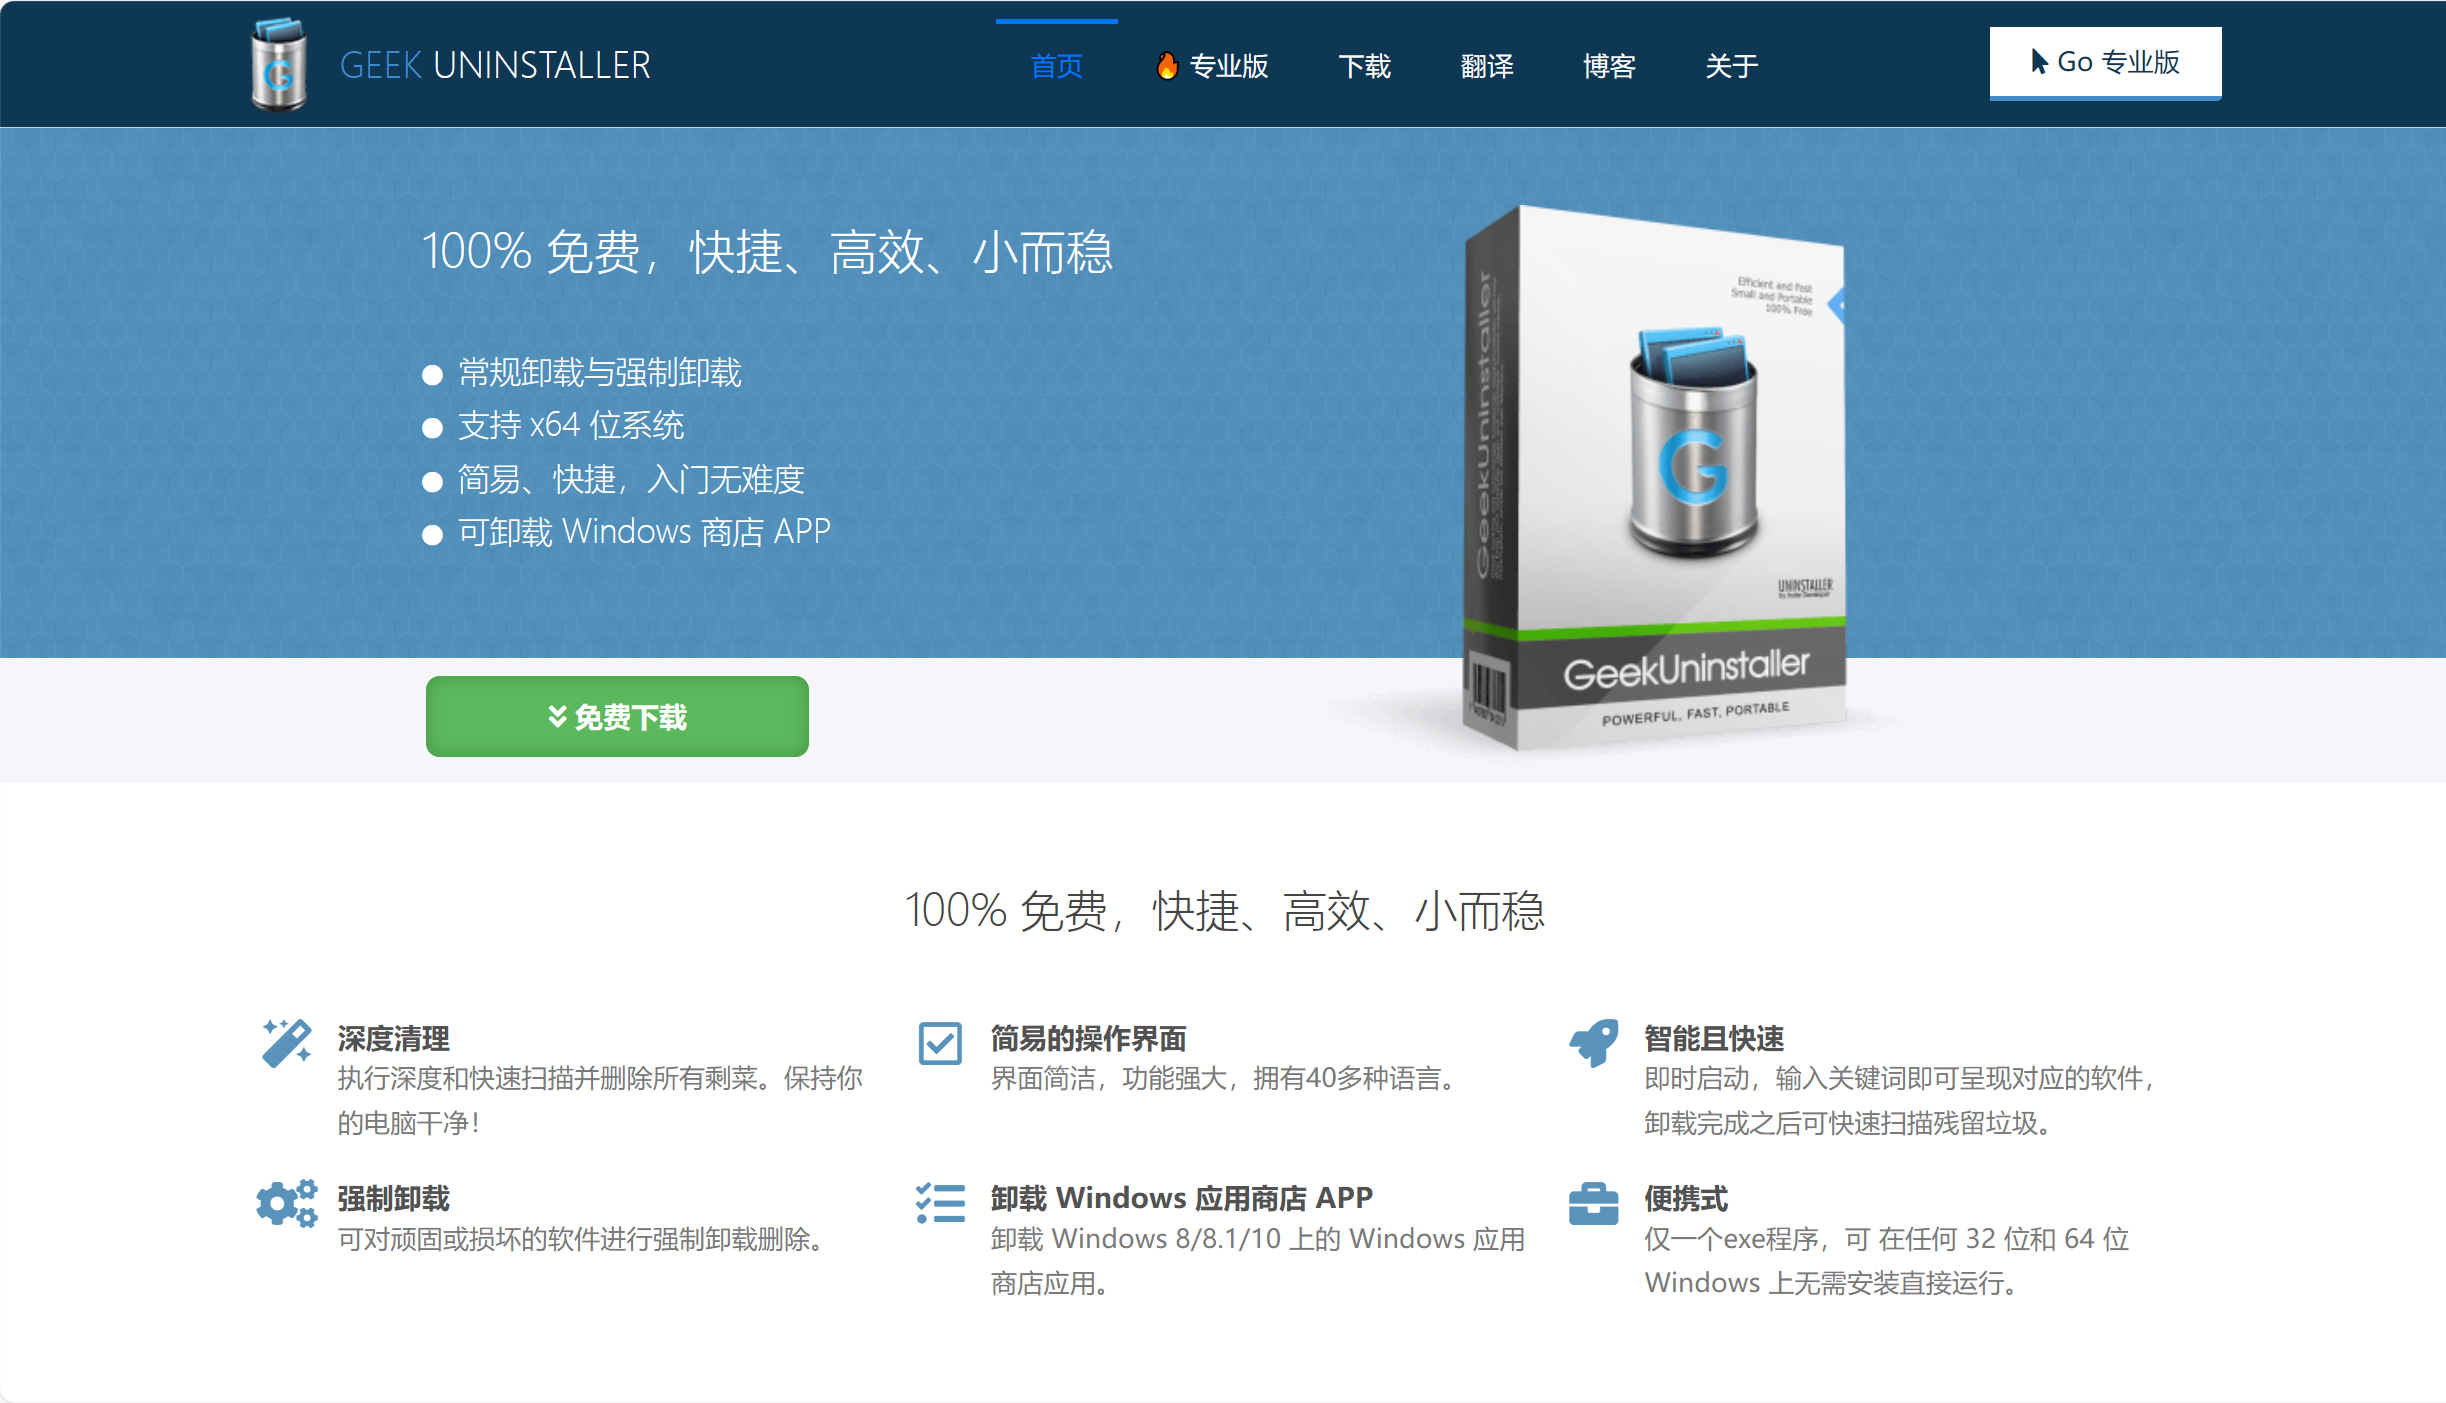 GEEK UNINSTALLER
首页
专业版
下载
翻译
博客
关于
Go 专业版
100% 免费，快捷、高效、小而稳
常规卸载与强制卸载
支持 x64 位系统
简易、快捷，入门无难度
可卸载 Windows 商店 APP
Efficient and Fast
Small and Portable
100% Free
GeekUninstaller
G
UNINSTALLER
GeekUninstaller
POWERFUL, FAST, PORTABLE
免费下载
100% 免费，快捷、高效、小而稳
深度清理
执行深度和快速扫描并删除所有剩菜。保持你
的电脑干净！
简易的操作界面
界面简洁，功能强大，拥有40多种语言。
智能且快速
即时启动，输入关键词即可呈现对应的软件，
卸载完成之后可快速扫描残留垃圾。
强制卸载
可对顽固或损坏的软件进行强制卸载删除。
卸载 Windows 应用商店 APP
卸载 Windows 8/8.1/10 上的 Windows 应用
商店应用。
便携式
仅一个exe程序，可 在任何 32 位和 64 位
Windows 上无需安装直接运行。